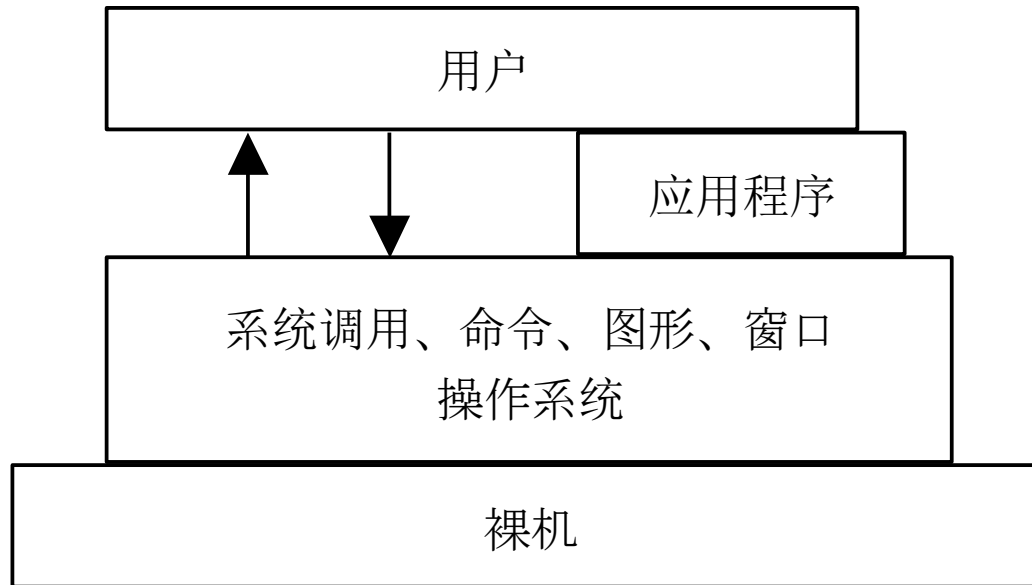 用户
应用程序
系统调用、命令、图形、窗口
操作系统
裸机